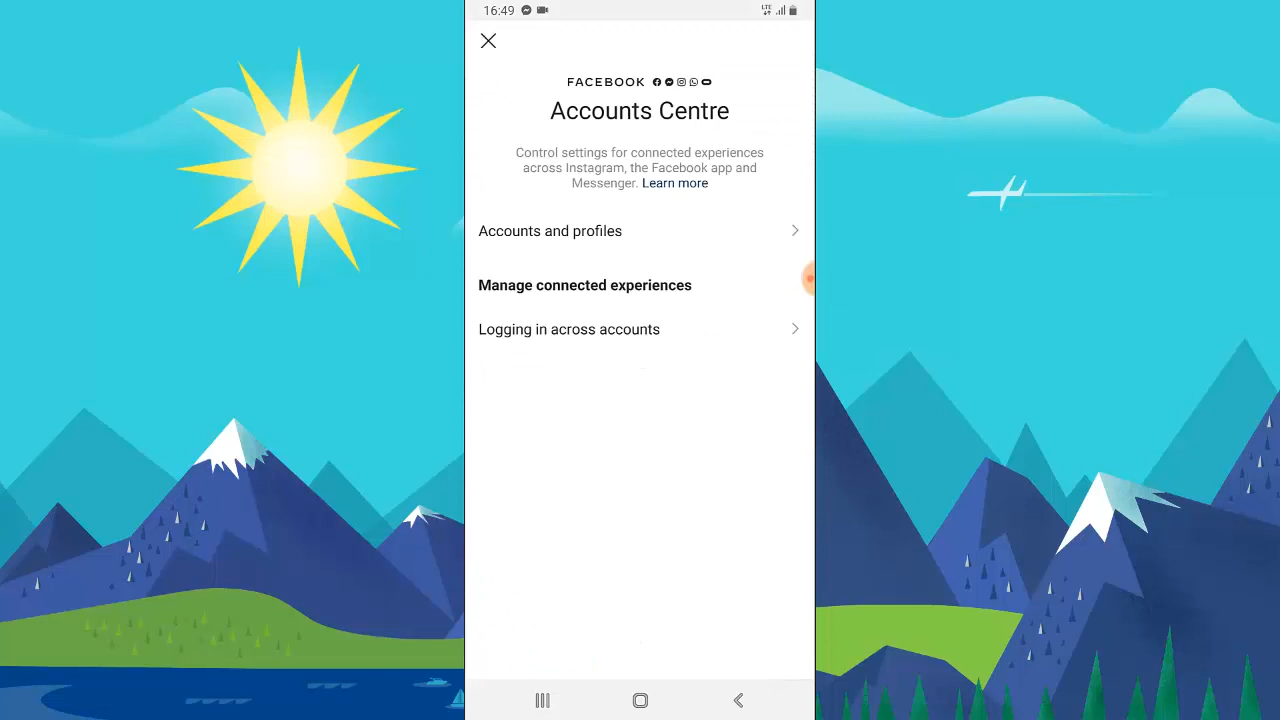 16:49
LTE
FACEBOOK
Accounts Centre
Control settings for connected experiences
across Instagram, the Facebook app and
Messenger. Learn more
Accounts and profiles
Manage connected experiences
Logging in across accounts